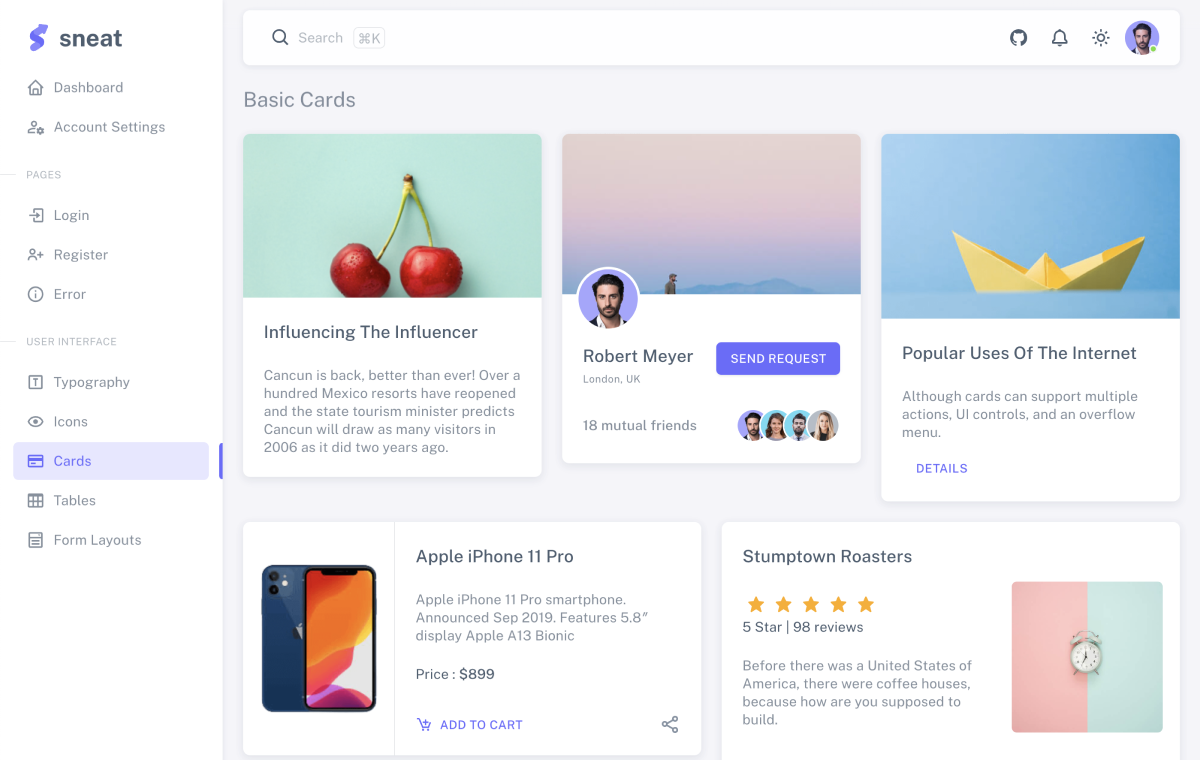 sneat
Dashboard
Account Settings
PAGES
Login
Register
Error
USER INTERFACE
Typography
Icons
Cards
Tables
Form Layouts
Search ⌘K
Basic Cards
Influencing The Influencer
Cancun is back, better than ever! Over a
hundred Mexico resorts have reopened
and the state tourism minister predicts
Cancun will draw as many visitors in
2006 as it did two years ago.
Robert Meyer
London, UK
SEND REQUEST
18 mutual friends
Popular Uses Of The Internet
Although cards can support multiple
actions, UI controls, and an overflow
menu.
DETAILS
Apple iPhone 11 Pro
Apple iPhone 11 Pro smartphone.
Announced Sep 2019. Features 5.8″
display Apple A13 Bionic
Price : $899
ADD TO CART
Stumptown Roasters
5 Star | 98 reviews
Before there was a United States of
America, there were coffee houses,
because how are you supposed to
build.